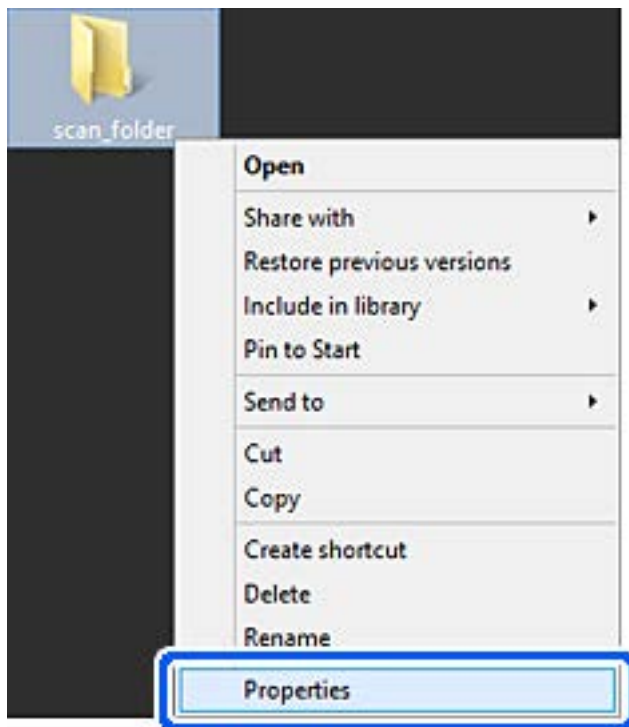 scan_folder
Open
Share with
Restore previous versions
Include in library
Pin to Start
Send to
Cut
Copy
Create shortcut
Delete
Rename
Properties